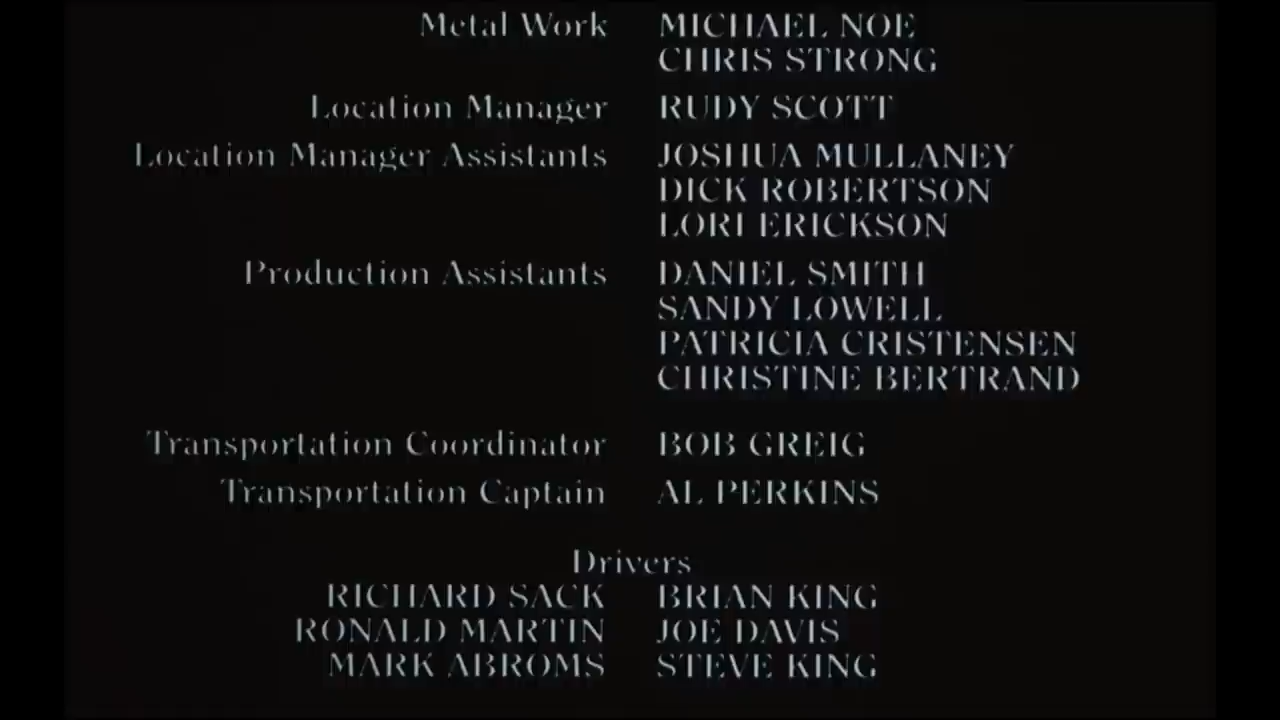 Metal Work MICHAEL NOE
CHRIS STRONG
Location Manager RUDY SCOTT
Location Manager Assistants JOSHUA MULLANEY
DICK ROBERTSON
LORI ERICKSON
Production Assistants DANIEL SMITH
SANDY LOWELL
PATRICIA CRISTENSEN
CHRISTINE BERTRAND
Transportation Coordinator BOB GREIG
Transportation Captain AL PERKINS
Drivers
RICHARD SACK BRIAN KING
RONALD MARTIN JOE DAVIS
MARK ABROMS STEVE KING